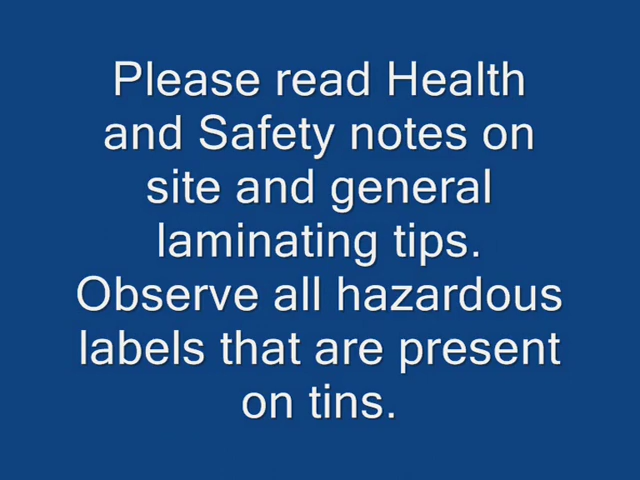 Please read Health
and Safety notes on
site and general
laminating tips.
Observe all hazardous
labels that are present
on tins.